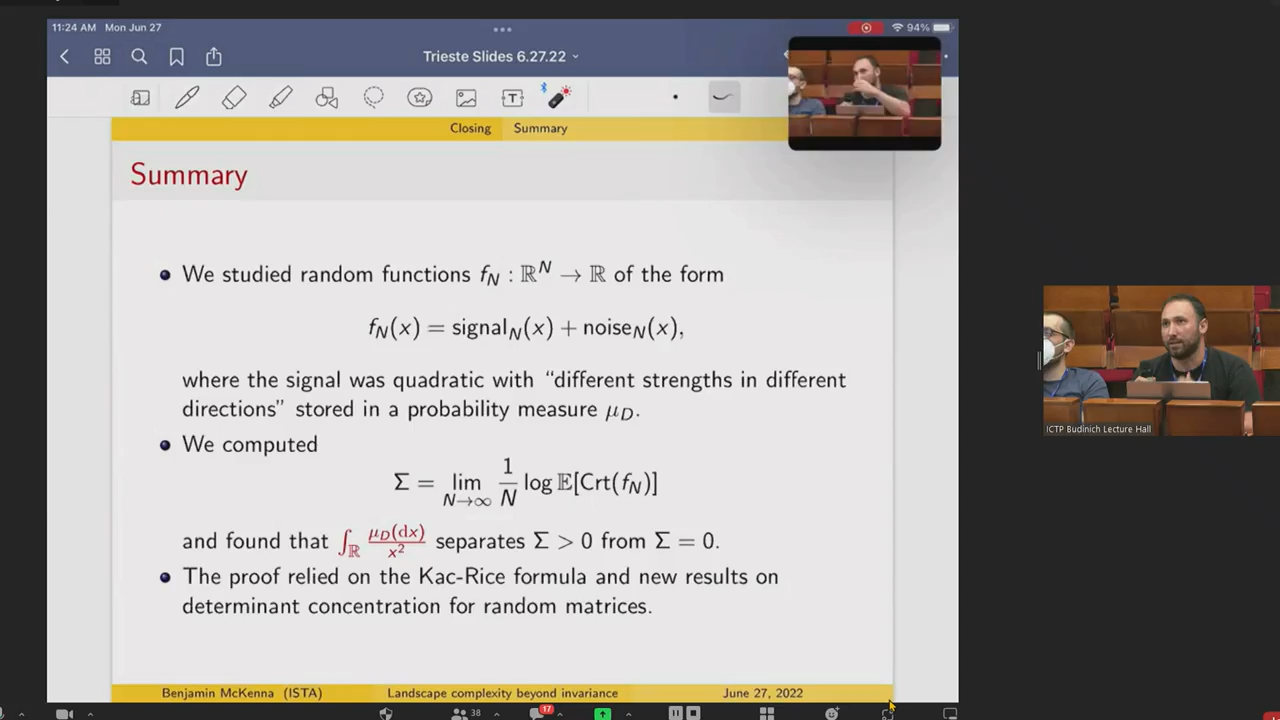 11:24 AM Mon Jun 27
94%
Trieste Slides 6.27.22
Closing Summary
Summary
We studied random functions f_N : ℝ^N → ℝ of the form
f_N(x) = signal_N(x) + noise_N(x),
where the signal was quadratic with “different strengths in different
directions” stored in a probability measure μ_D.
We computed
Σ = lim_{N→∞} 1/N log 𝔼[Crt(f_N)]
and found that ∫_ℝ μ_D(dx)/x² separates Σ > 0 from Σ = 0.
The proof relied on the Kac-Rice formula and new results on
determinant concentration for random matrices.
Benjamin McKenna (ISTA) Landscape complexity beyond invariance June 27, 2022
ICTP Budinich Lecture Hall
38
17